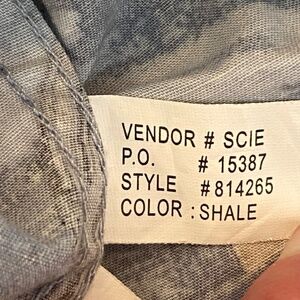 VENDOR # SCIE
P.O. # 15387
STYLE #814265
COLOR : SHALE